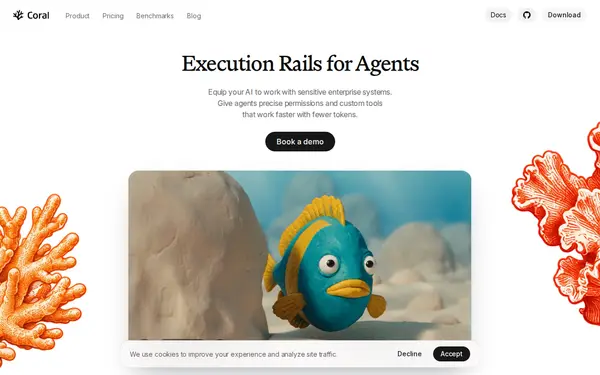 Coral
Product
Pricing
Benchmarks
Blog
Docs
Download
Execution Rails for Agents
Equip your AI to work with sensitive enterprise systems.
Give agents precise permissions and custom tools
that work faster with fewer tokens.
Book a demo
We use cookies to improve your experience and analyze site traffic.
Decline
Accept